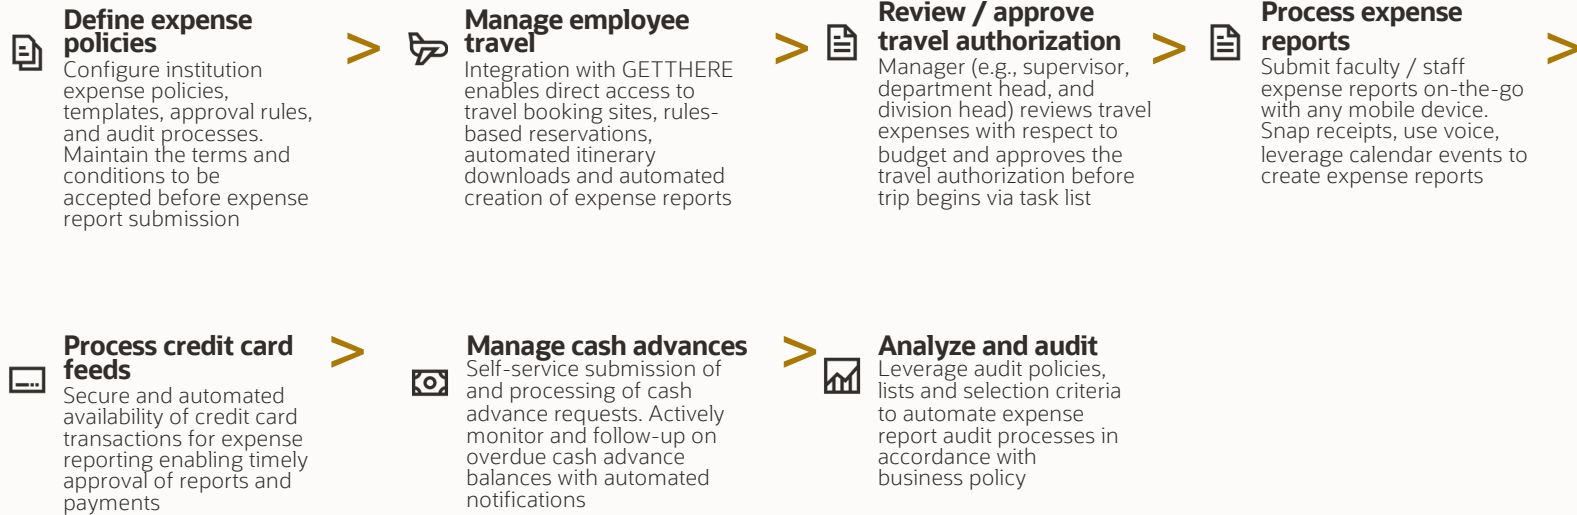 Define expense
policies
Configure institution
expense policies,
templates, approval rules,
and audit processes.
Maintain the terms and
conditions to be
accepted before expense
report submission
>
Manage employee
travel
Integration with GETTHERE
enables direct access to
travel booking sites, rules-
based reservations,
automated itinerary
downloads and automated
creation of expense reports
>
Review / approve
travel authorization
Manager (e.g., supervisor,
department head, and
division head) reviews travel
expenses with respect to
budget and approves the
travel authorization before
trip begins via task list
>
Process expense
reports
Submit faculty / staff
expense reports on-the-go
with any mobile device.
Snap receipts, use voice,
leverage calendar events to
create expense reports
>
Process credit card
feeds
Secure and automated
availability of credit card
transactions for expense
reporting enabling timely
approval of reports and
payments
>
Manage cash advances
Self-service submission of
and processing of cash
advance requests. Actively
monitor and follow-up on
overdue cash advance
balances with automated
notifications
>
Analyze and audit
Leverage audit policies,
lists and selection criteria
to automate expense
report audit processes in
accordance with
business policy